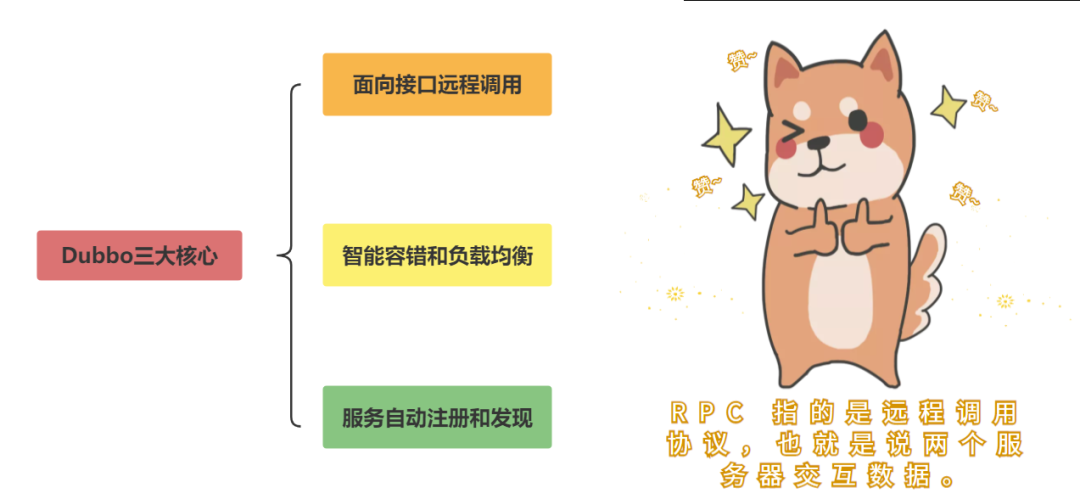 面向接口远程调用
Dubbo三大核心
智能容错和负载均衡
服务自动注册和发现
赞~
赞~
赞~
赞~
RPC 指的是远程调用
协议，也就是说两个服
务器交互数据。